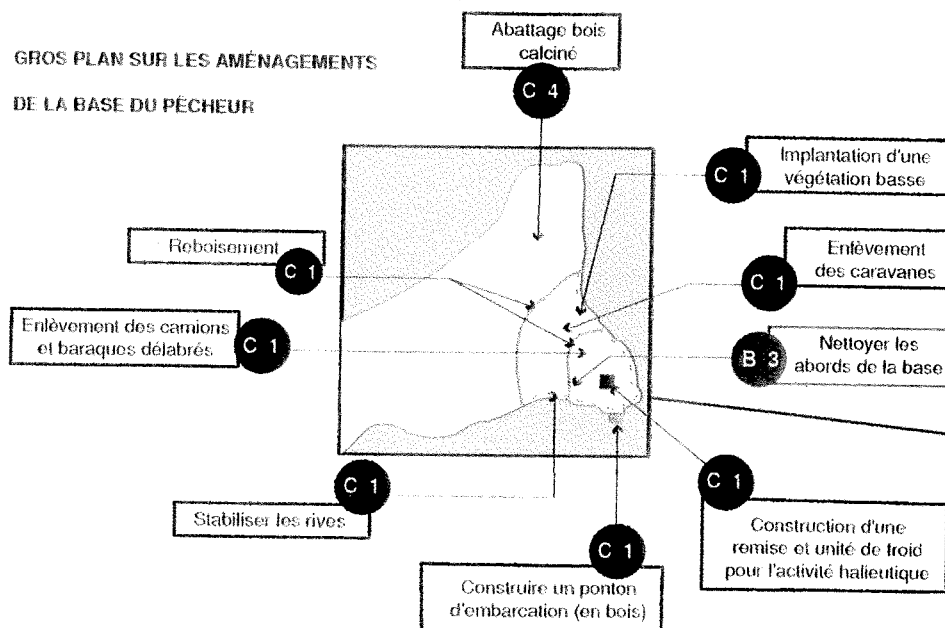 GROS PLAN SUR LES AMÉNAGEMENTS
DE LA BASE DU PÊCHEUR
Abattage bois
calciné
C 4
Implantation d'une
végétation basse
C 1
Reboisement
C 1
Enlèvement
des caravanes
C 1
Enlèvement des camions
et baraques délabrés
C 1
Nettoyer les
abords de la base
B 3
C 1
Stabiliser les rives
C 1
Construire un ponton
d'embarcation (en bois)
C 1
Construction d'une
remise et unité de froid
pour l'activité halieutique